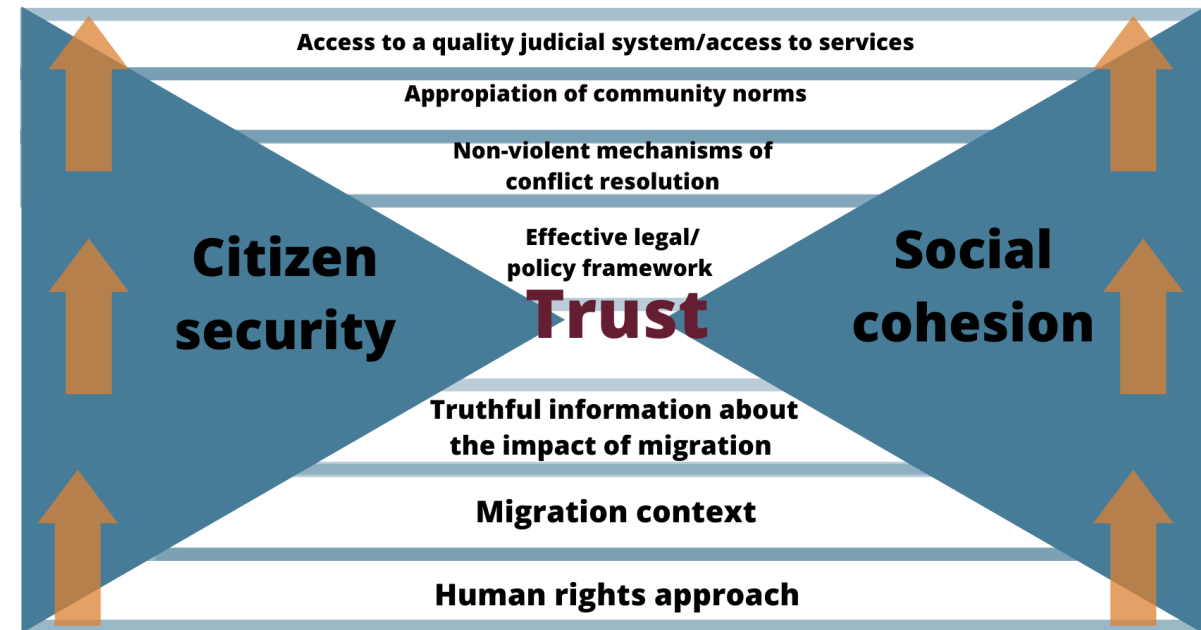 Access to a quality judicial system/access to services
Appropiation of community norms
Non-violent mechanisms of
conflict resolution
Effective legal/
policy framework
Citizen
security
Trust
Social
cohesion
Truthful information about
the impact of migration
Migration context
Human rights approach